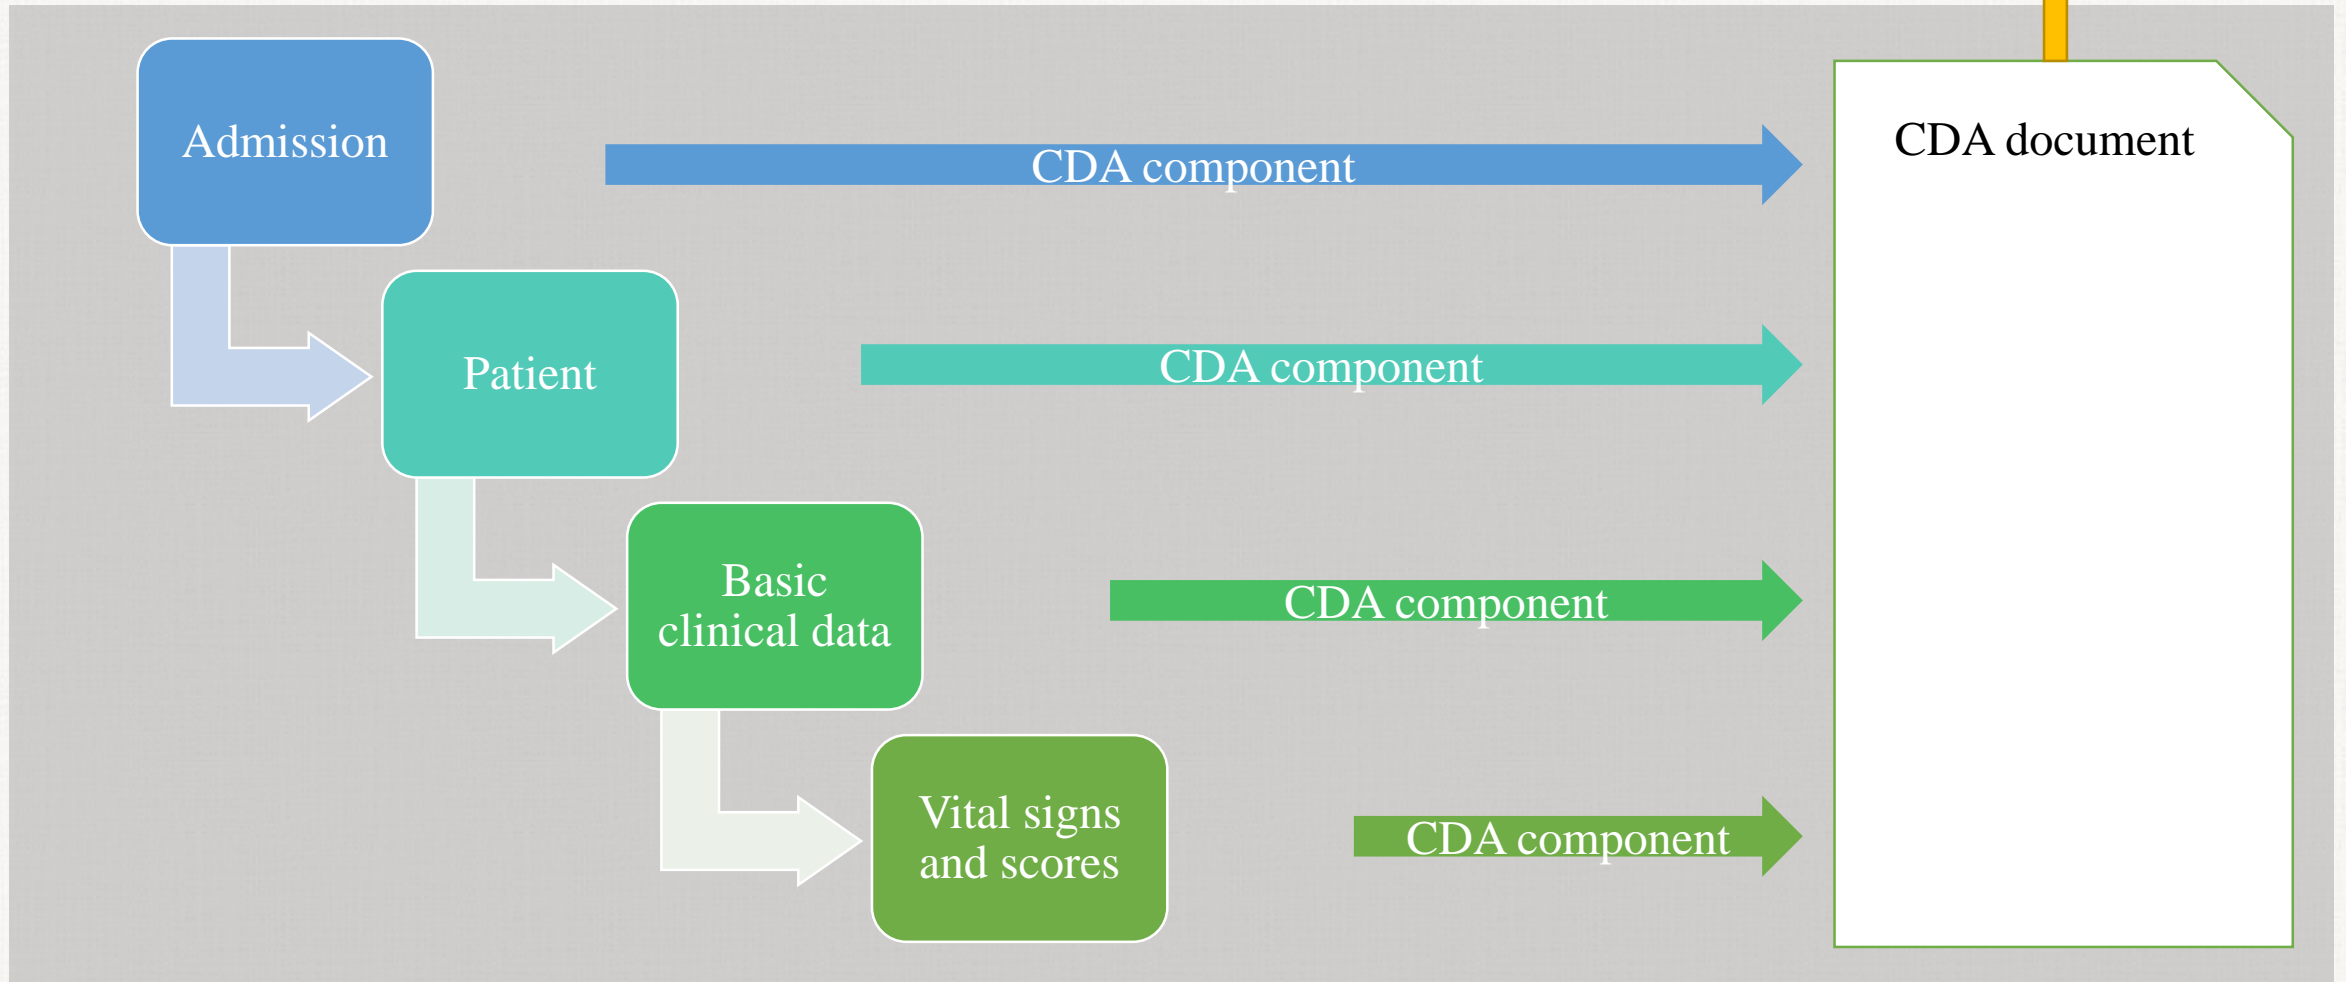 Admission
CDA component
CDA document
Patient
CDA component
Basic
clinical data
CDA component
Vital signs
and scores
CDA component